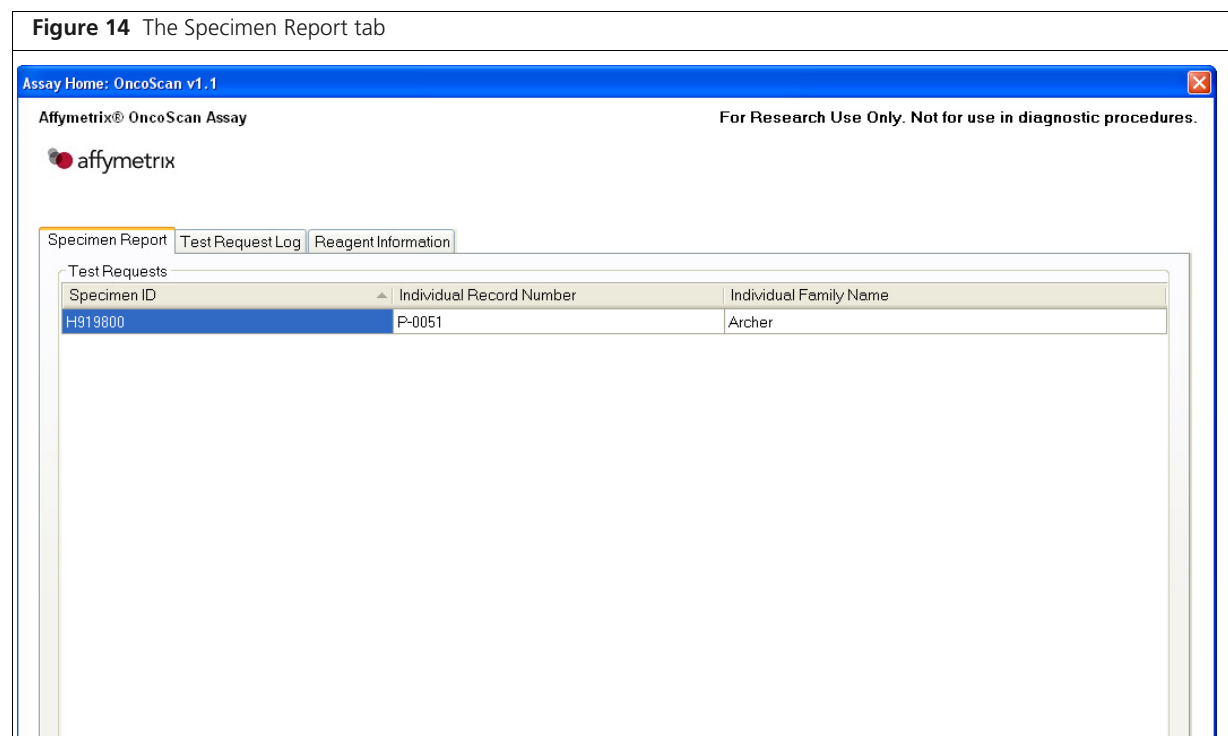 Figure 14 The Specimen Report tab
Assay Home: OncoScan v1.1
Affymetrix® OncoScan Assay For Research Use Only. Not for use in diagnostic procedures.
affymetrix
Specimen Report Test Request Log Reagent Information
Test Requests
Specimen ID Individual Record Number Individual Family Name
H919800 P-0051 Archer